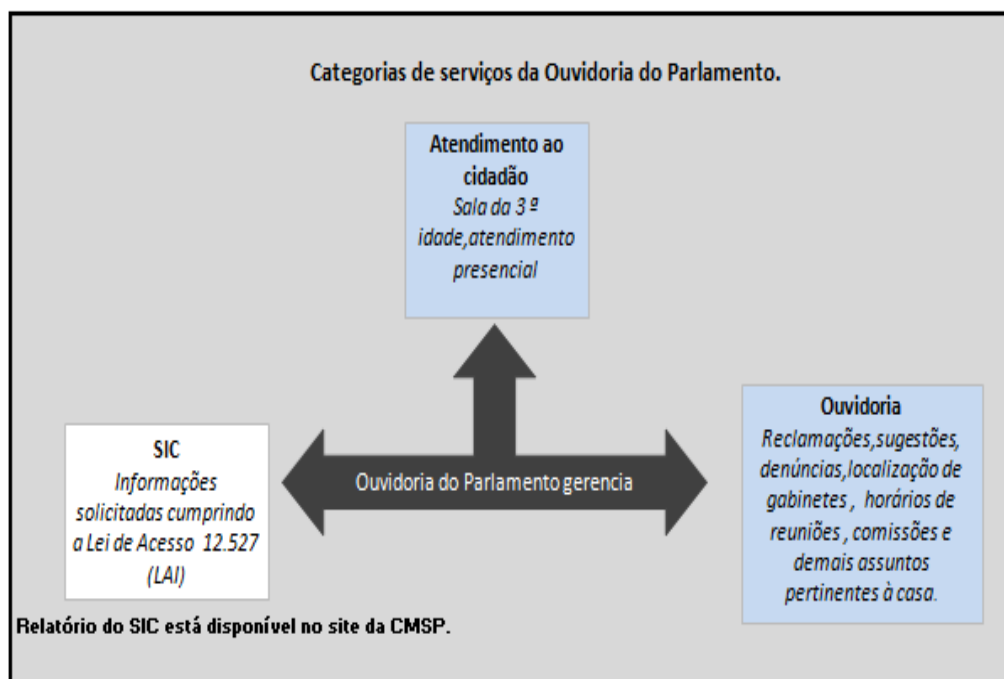 Categorias de serviços da Ouvidoria do Parlamento.
Atendimento ao
cidadão
Sala da 3 ª
idade,atendimento
presencial
SIC
Informações
solicitadas cumprindo
a Lei de Acesso 12.527
(LAI)
Ouvidoria do Parlamento gerencia
Ouvidoria
Reclamações,sugestões,
denúncias,localização de
gabinetes , horários de
reuniões , comissões e
demais assuntos
pertinentes à casa.
Relatório do SIC está disponível no site da CMSP.